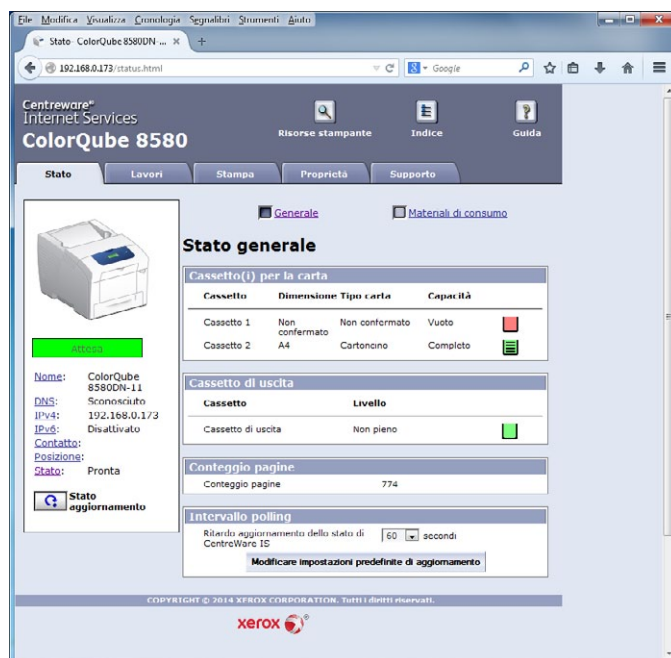 File Modifica Visualizza Cronologia Segnalibri Strumenti Aiuto
Stato- ColorQube 8580DN-...
192.168.0.173/status.html
Google
Centreware®
Internet Services
ColorQube 8580
Risorse stampante
Indice
Guida
Stato
Lavori
Stampa
Proprietà
Supporto
Generale
Materiali di consumo
Stato generale
Attesa
Nome: ColorQube 8580DN-11
DNS: Sconosciuto
IPv4: 192.168.0.173
IPv6: Disattivato
Contatto:
Posizione:
Stato: Pronta
Stato
aggiornamento
Cassetto(i) per la carta
Cassetto Dimensione Tipo carta Capacità
Cassetto 1 Non confermato Non confermato Vuoto
Cassetto 2 A4 Cartoncino Completo
Cassetto di uscita
Cassetto Livello
Cassetto di uscita Non pieno
Conteggio pagine
Conteggio pagine 774
Intervallo polling
Ritardo aggiornamento dello stato di
CentreWare IS
60 secondi
Modificare impostazioni predefinite di aggiornamento
COPYRIGHT © 2014 XEROX CORPORATION. Tutti i diritti riservati.
xerox